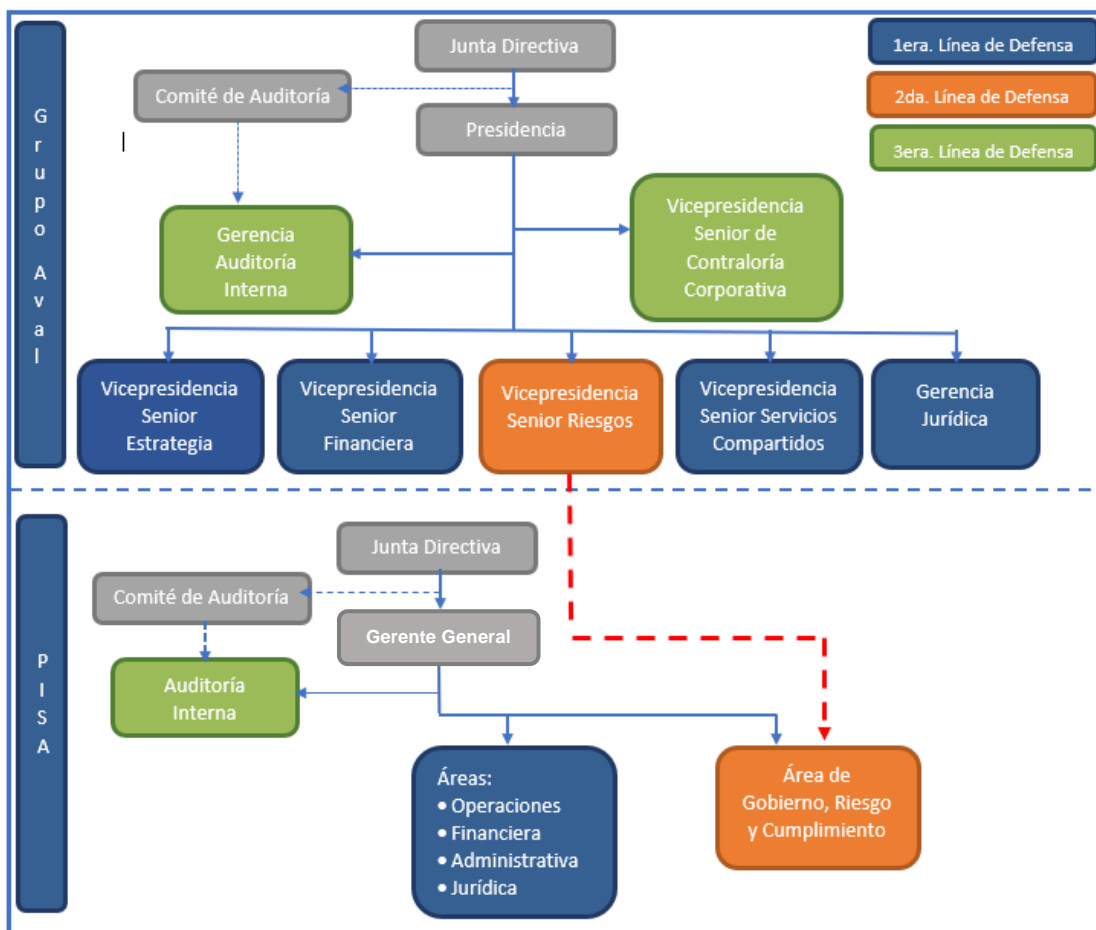 Junta Directiva
1era. Línea de Defensa
2da. Línea de Defensa
3era. Línea de Defensa
Grupo Aval
Comité de Auditoría
Presidencia
Gerencia
Auditoría
Interna
Vicepresidencia
Senior de
Contraloría
Corporativa
Vicepresidencia
Senior
Estrategia
Vicepresidencia
Senior
Financiera
Vicepresidencia
Senior Riesgos
Vicepresidencia
Senior Servicios
Compartidos
Gerencia
Jurídica
PISA
Junta Directiva
Comité de Auditoría
Gerente General
Auditoría
Interna
Áreas:
• Operaciones
• Financiera
• Administrativa
• Jurídica
Área de
Gobierno, Riesgo
y Cumplimiento